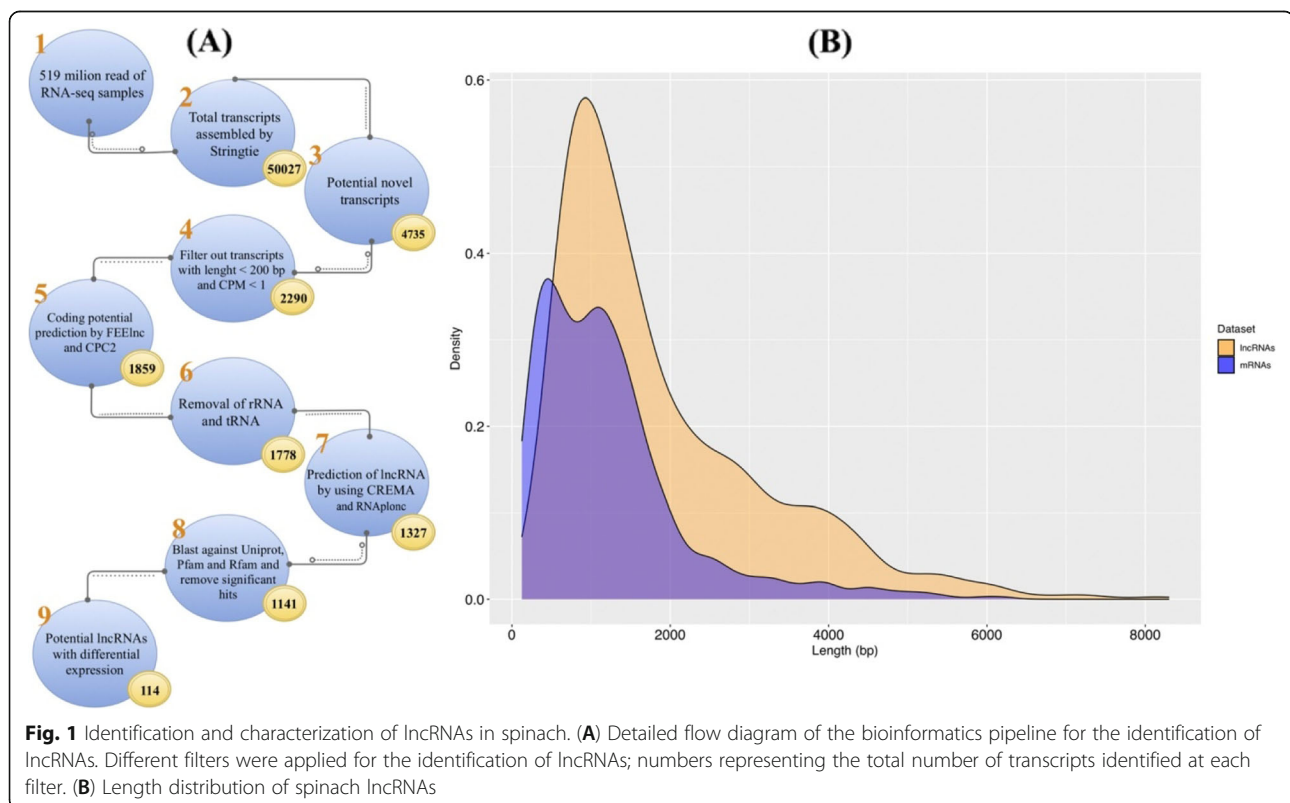 (A)
1
519 milion read of
RNA-seq samples
2
Total transcripts
assembled by
Stringtie
50027
3
Potential novel
transcripts
4735
4
Filter out transcripts
with lenght < 200 bp
and CPM < 1
2290
5
Coding potential
prediction by FEElnc
and CPC2
1859
6
Removal of rRNA
and tRNA
1778
7
Prediction of lncRNA
by using CREMA
and RNAplonc
1327
8
Blast against Uniprot,
Pfam and Rfam and
remove significant
hits
1141
9
Potential lncRNAs
with differential
expression
114
(B)
0.6
0.4
0.2
0.0
Density
0 2000 4000 6000 8000
Length (bp)
Dataset
lncRNAs
mRNAs
Fig. 1 Identification and characterization of lncRNAs in spinach. (A) Detailed flow diagram of the bioinformatics pipeline for the identification of
lncRNAs. Different filters were applied for the identification of lncRNAs; numbers representing the total number of transcripts identified at each
filter. (B) Length distribution of spinach lncRNAs